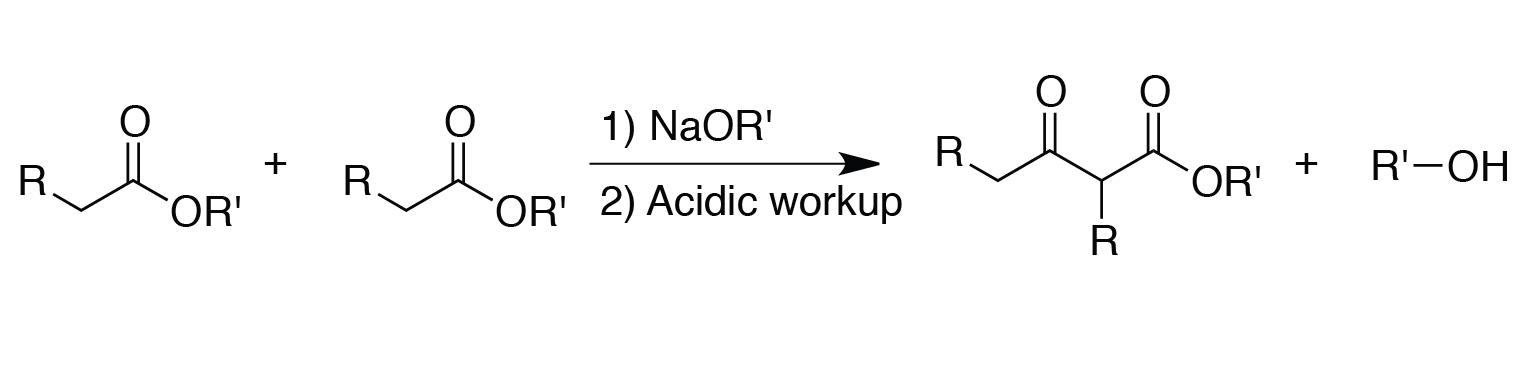 O
R
OR'
+
O
R
OR'
1) NaOR'
2) Acidic workup
O
O
R
OR'
R
+
R'—OH